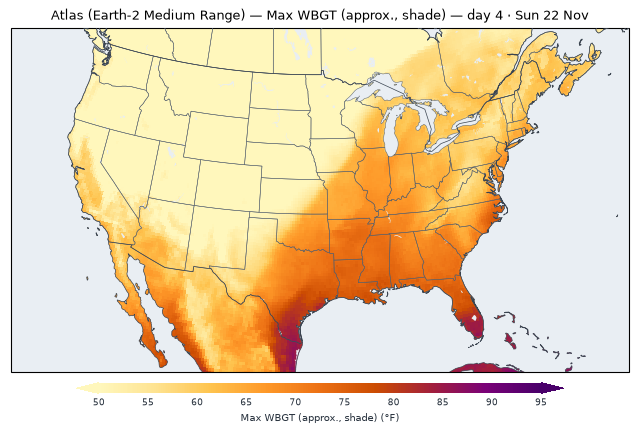 Atlas (Earth-2 Medium Range) — Max WBGT (approx., shade) — day 4 · Sun 22 Nov
50 55 60 65 70 75 80 85 90 95
Max WBGT (approx., shade) (°F)